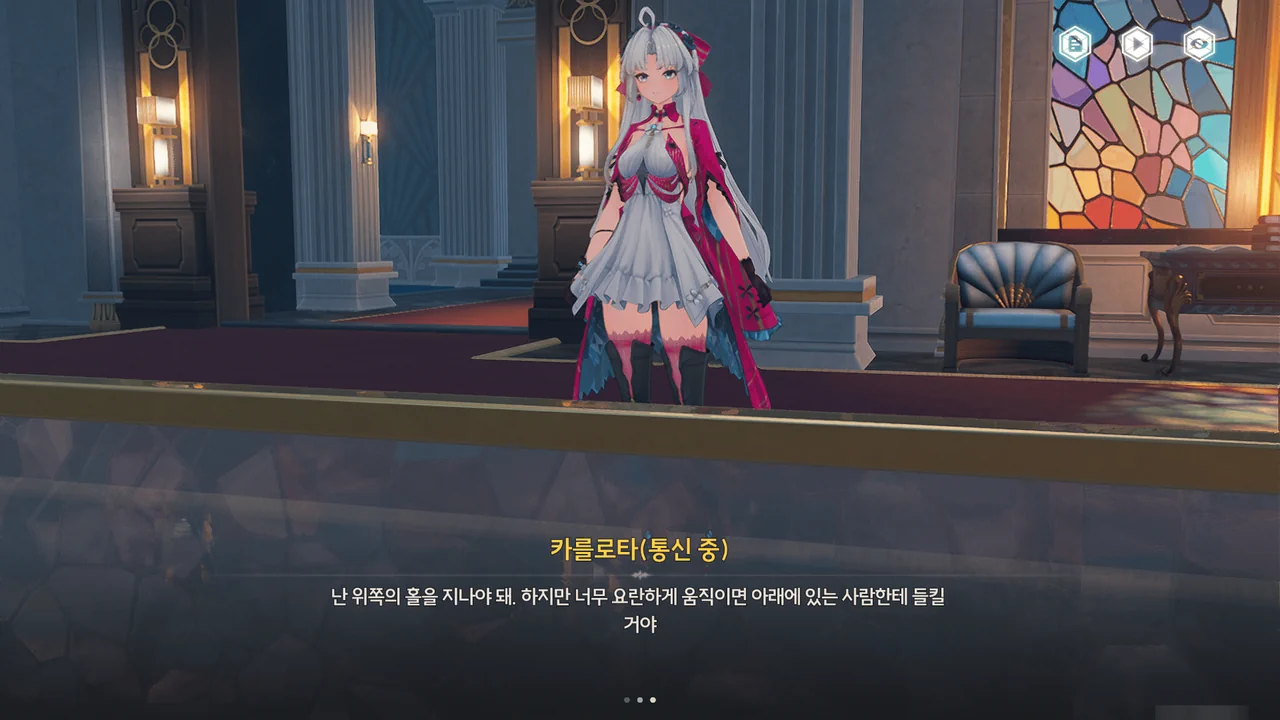 카를로타(통신 중)
난 위쪽의 홀을 지나야 돼. 하지만 너무 요란하게 움직이면 아래에 있는 사람한테 들킬
거야